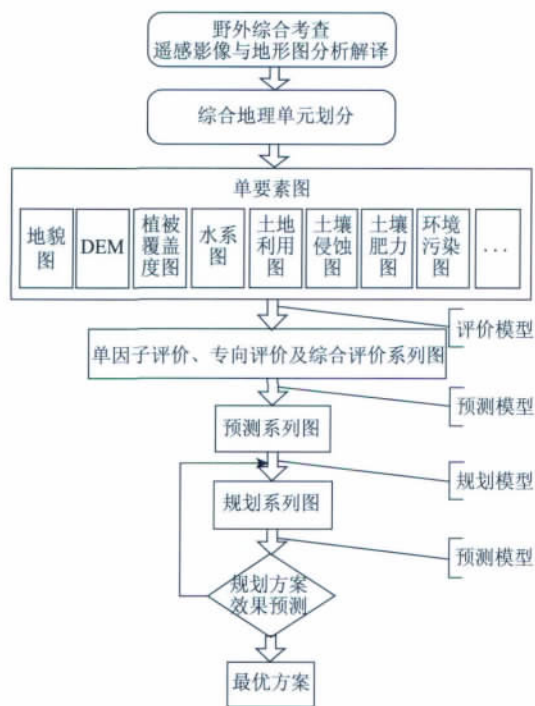 野外综合考查
遥感影像与地形图分析解译
综合地理单元划分
单要素图
地貌
图
DEM
植被
覆盖
度图
水系
图
土地
利用
图
土壤
侵蚀
图
土壤
肥力
图
环境
污染
图
...
评价模型
单因子评价、专向评价及综合评价系列图
预测模型
预测系列图
规划模型
规划系列图
预测模型
规划方案
效果预测
最优方案